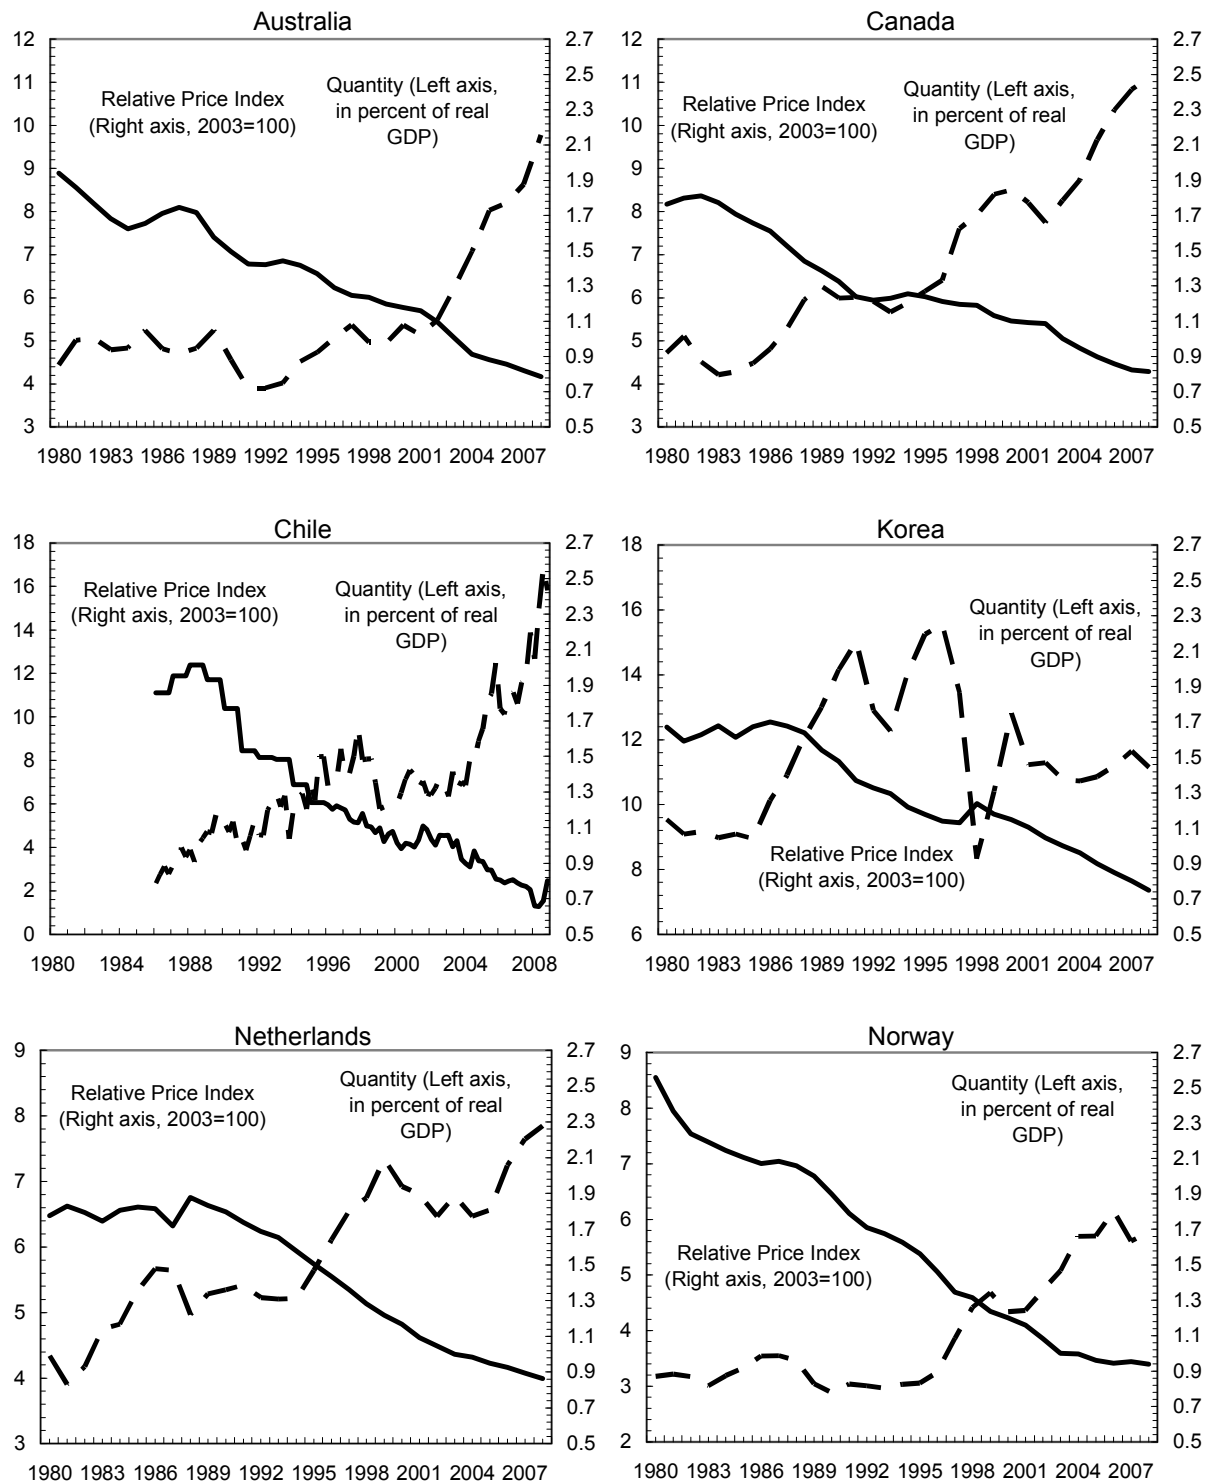 Australia
12
11
10
9
8
7
6
5
4
3
2.7
2.5
2.3
2.1
1.9
1.7
1.5
1.3
1.1
0.9
0.7
0.5
Relative Price Index
(Right axis, 2003=100)
Quantity (Left axis,
in percent of real
GDP)
1980 1983 1986 1989 1992 1995 1998 2001 2004 2007
Canada
12
11
10
9
8
7
6
5
4
3
2.7
2.5
2.3
2.1
1.9
1.7
1.5
1.3
1.1
0.9
0.7
0.5
Relative Price Index
(Right axis, 2003=100)
Quantity (Left axis,
in percent of real
GDP)
1980 1983 1986 1989 1992 1995 1998 2001 2004 2007
Chile
18
16
14
12
10
8
6
4
2
0
2.7
2.5
2.3
2.1
1.9
1.7
1.5
1.3
1.1
0.9
0.7
0.5
Relative Price Index
(Right axis, 2003=100)
Quantity (Left axis,
in percent of real
GDP)
1980 1984 1988 1992 1996 2000 2004 2008
Korea
18
16
14
12
10
8
6
2.7
2.5
2.3
2.1
1.9
1.7
1.5
1.3
1.1
0.9
0.7
0.5
Quantity (Left axis,
in percent of real
GDP)
Relative Price Index
(Right axis, 2003=100)
1980 1983 1986 1989 1992 1995 1998 2001 2004 2007
Netherlands
9
8
7
6
5
4
3
2.7
2.5
2.3
2.1
1.9
1.7
1.5
1.3
1.1
0.9
0.7
0.5
Relative Price Index
(Right axis, 2003=100)
Quantity (Left axis,
in percent of real
GDP)
1980 1983 1986 1989 1992 1995 1998 2001 2004 2007
Norway
9
8
7
6
5
4
3
2
2.7
2.5
2.3
2.1
1.9
1.7
1.5
1.3
1.1
0.9
0.7
0.5
Quantity (Left axis,
in percent of real
GDP)
Relative Price Index
(Right axis, 2003=100)
1980 1983 1986 1989 1992 1995 1998 2001 2004 2007